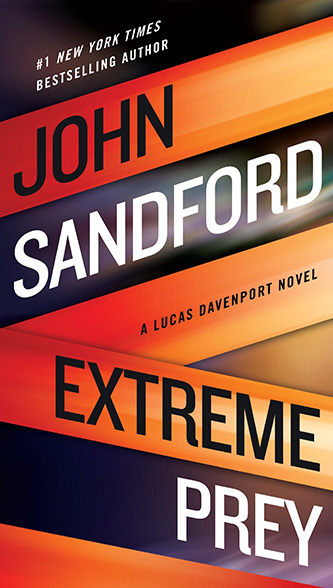 #1 NEW YORK TIMES
BESTSELLING AUTHOR
JOHN
SANDFORD
A LUCAS DAVENPORT NOVEL
EXTREME
PREY